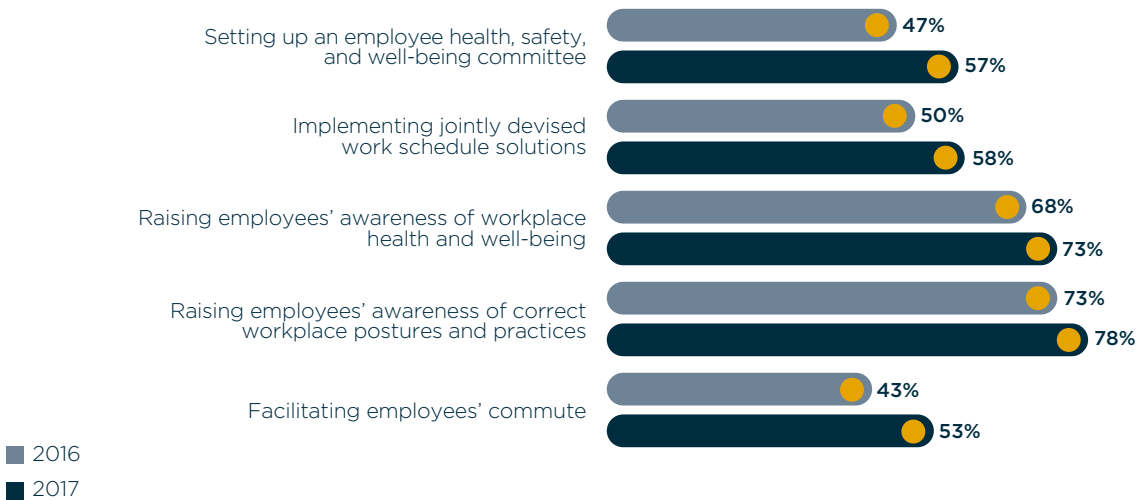 Setting up an employee health, safety,
and well-being committee
47%
57%
Implementing jointly devised
work schedule solutions
50%
58%
Raising employees’ awareness of workplace
health and well-being
68%
73%
Raising employees’ awareness of correct
workplace postures and practices
73%
78%
Facilitating employees’ commute
43%
53%
2016
2017